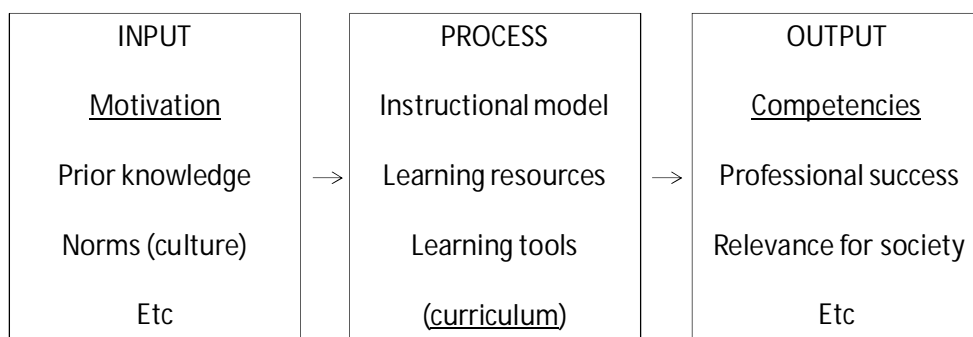 INPUT
Motivation
Prior knowledge
Norms (culture)
Etc
→
PROCESS
Instructional model
Learning resources
Learning tools
(curriculum)
→
OUTPUT
Competencies
Professional success
Relevance for society
Etc